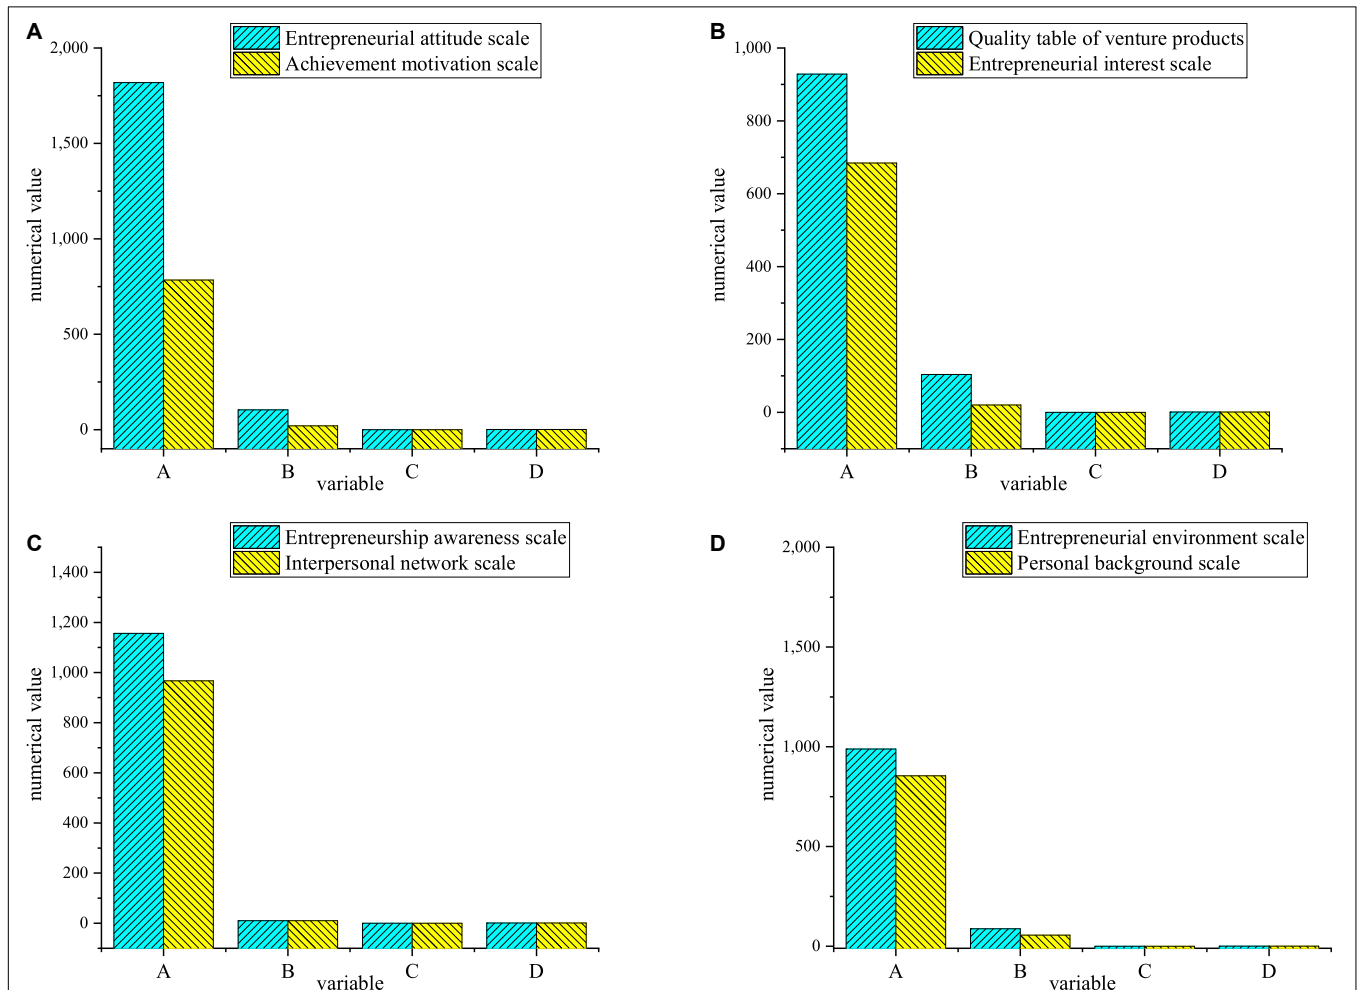 A
Entrepreneurial attitude scale
Achievement motivation scale
2,000
1,500
1,000
500
0
numerical value
A B C D
variable
B
Quality table of venture products
Entrepreneurial interest scale
1,000
800
600
400
200
0
numerical value
A B C D
variable
C
Entrepreneurship awareness scale
Interpersonal network scale
1,400
1,200
1,000
800
600
400
200
0
numerical value
A B C D
variable
D
Entrepreneurial environment scale
Personal background scale
2,000
1,500
1,000
500
0
numerical value
A B C D
variable